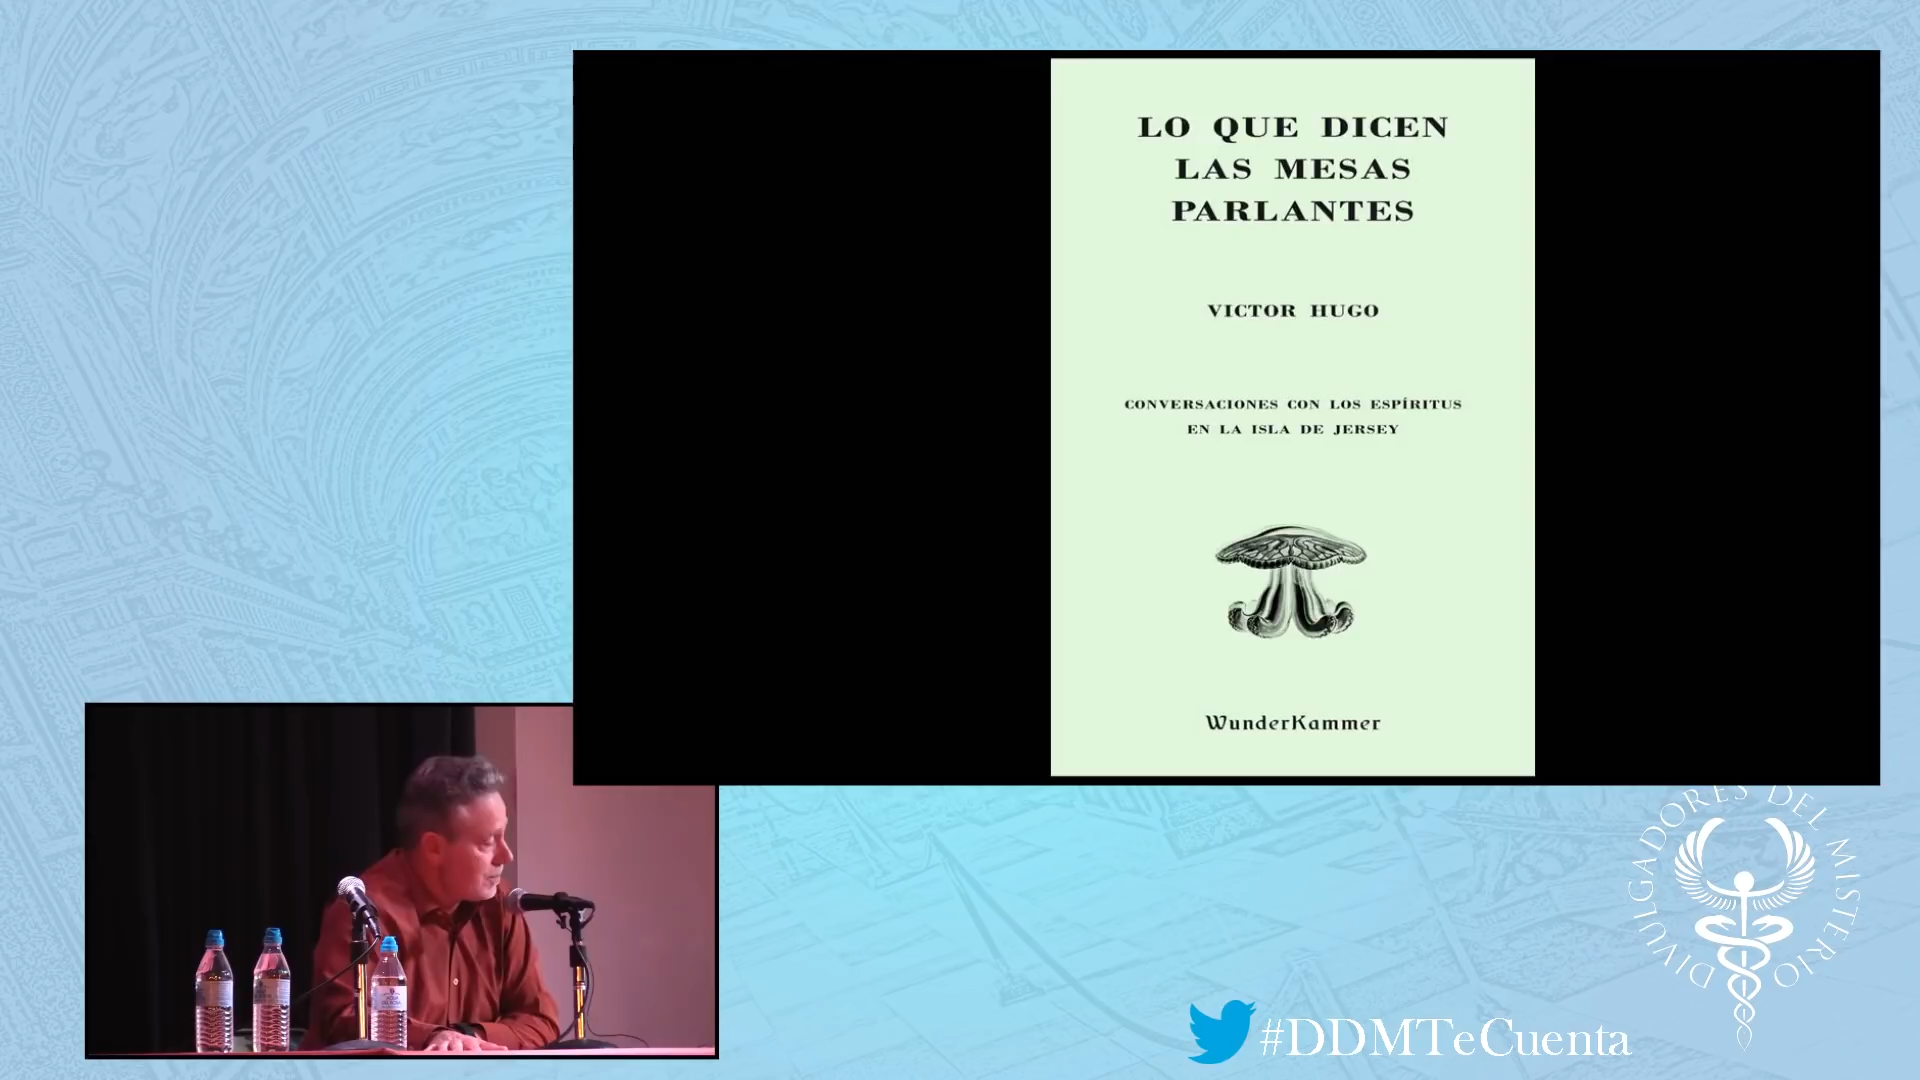 LO QUE DICEN
LAS MESAS
PARLANTES
VICTOR HUGO
CONVERSACIONES CON LOS ESPÍRITUS
EN LA ISLA DE JERSEY
WunderKammer
DIVULGADORES DEL MISTERIO
#DDMTeCuenta